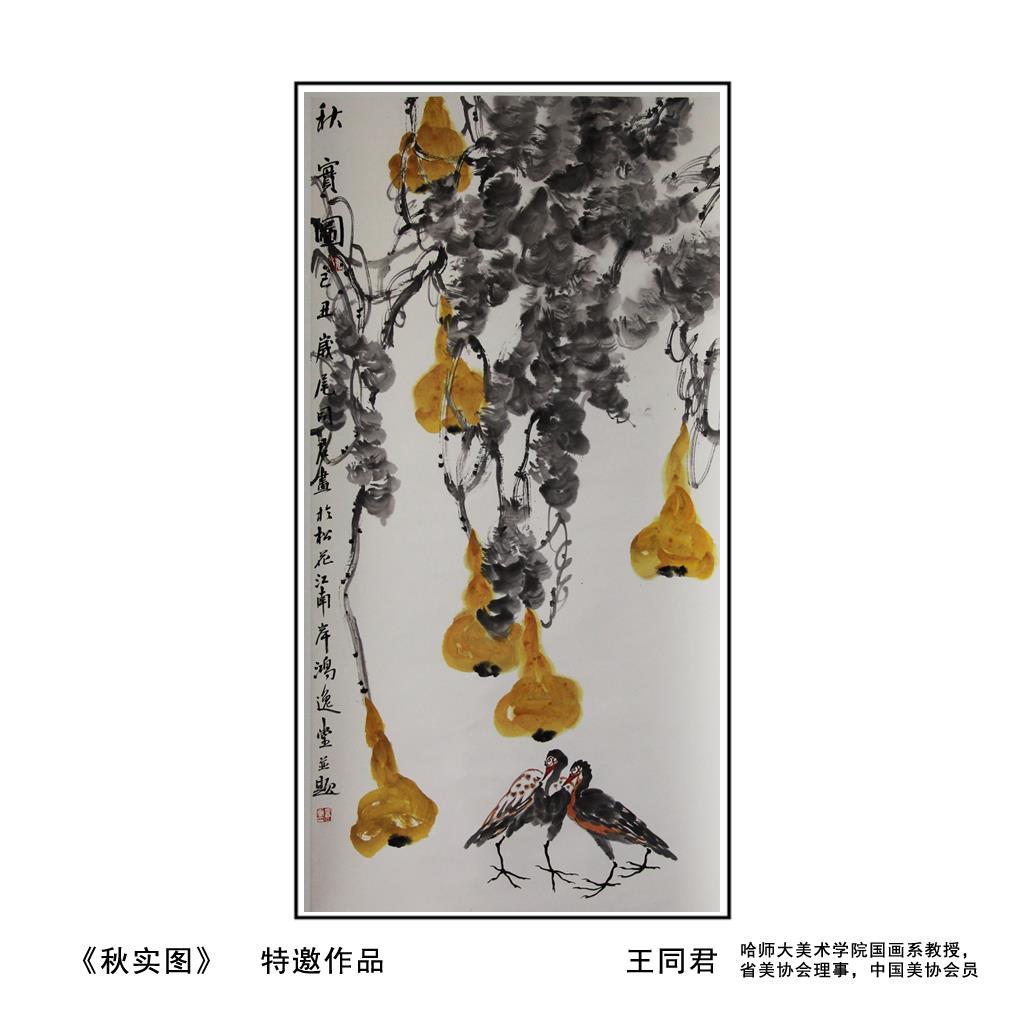 秋實圖己丑歲尾同君畫於松花江南岸鴻逸堂並題
《秋实图》 特邀作品 王同君 哈师大美术学院国画系教授，
省美协会理事，中国美协会员